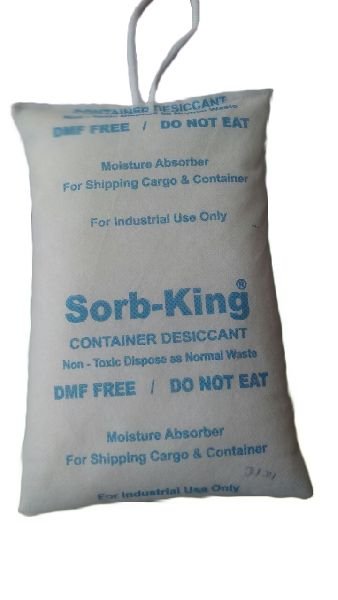 CONTAINER DESICCANT
DMF FREE / DO NOT EAT
Moisture Absorber
For Shipping Cargo & Container
For Industrial Use Only
Sorb-King®
CONTAINER DESICCANT
Non - Toxic Dispose as Normal Waste
DMF FREE / DO NOT EAT
Moisture Absorber
For Shipping Cargo & Container
For Industrial Use Only